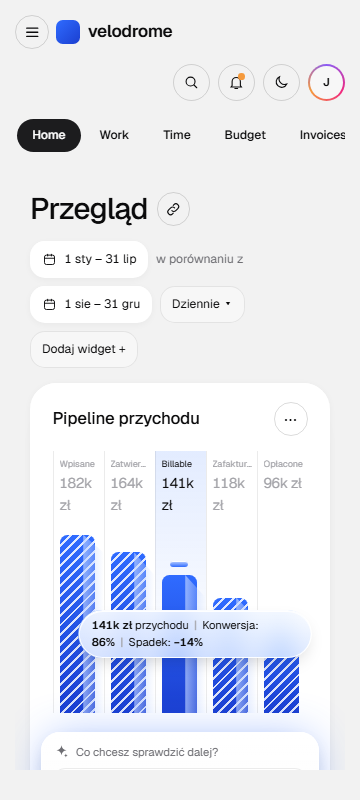 velodrome
J
Home Work Time Budget Invoices
Przegląd
1 sty – 31 lip w porównaniu z
1 sie – 31 gru Dziennie
Dodaj widget +
Pipeline przychodu
Wpisane Zatwier... Billable Zafaktur... Opłacone
182k zł 164k zł 141k zł 118k zł 96k zł
141k zł przychodu | Konwersja:
86% | Spadek: –14%
Co chcesz sprawdzić dalej?